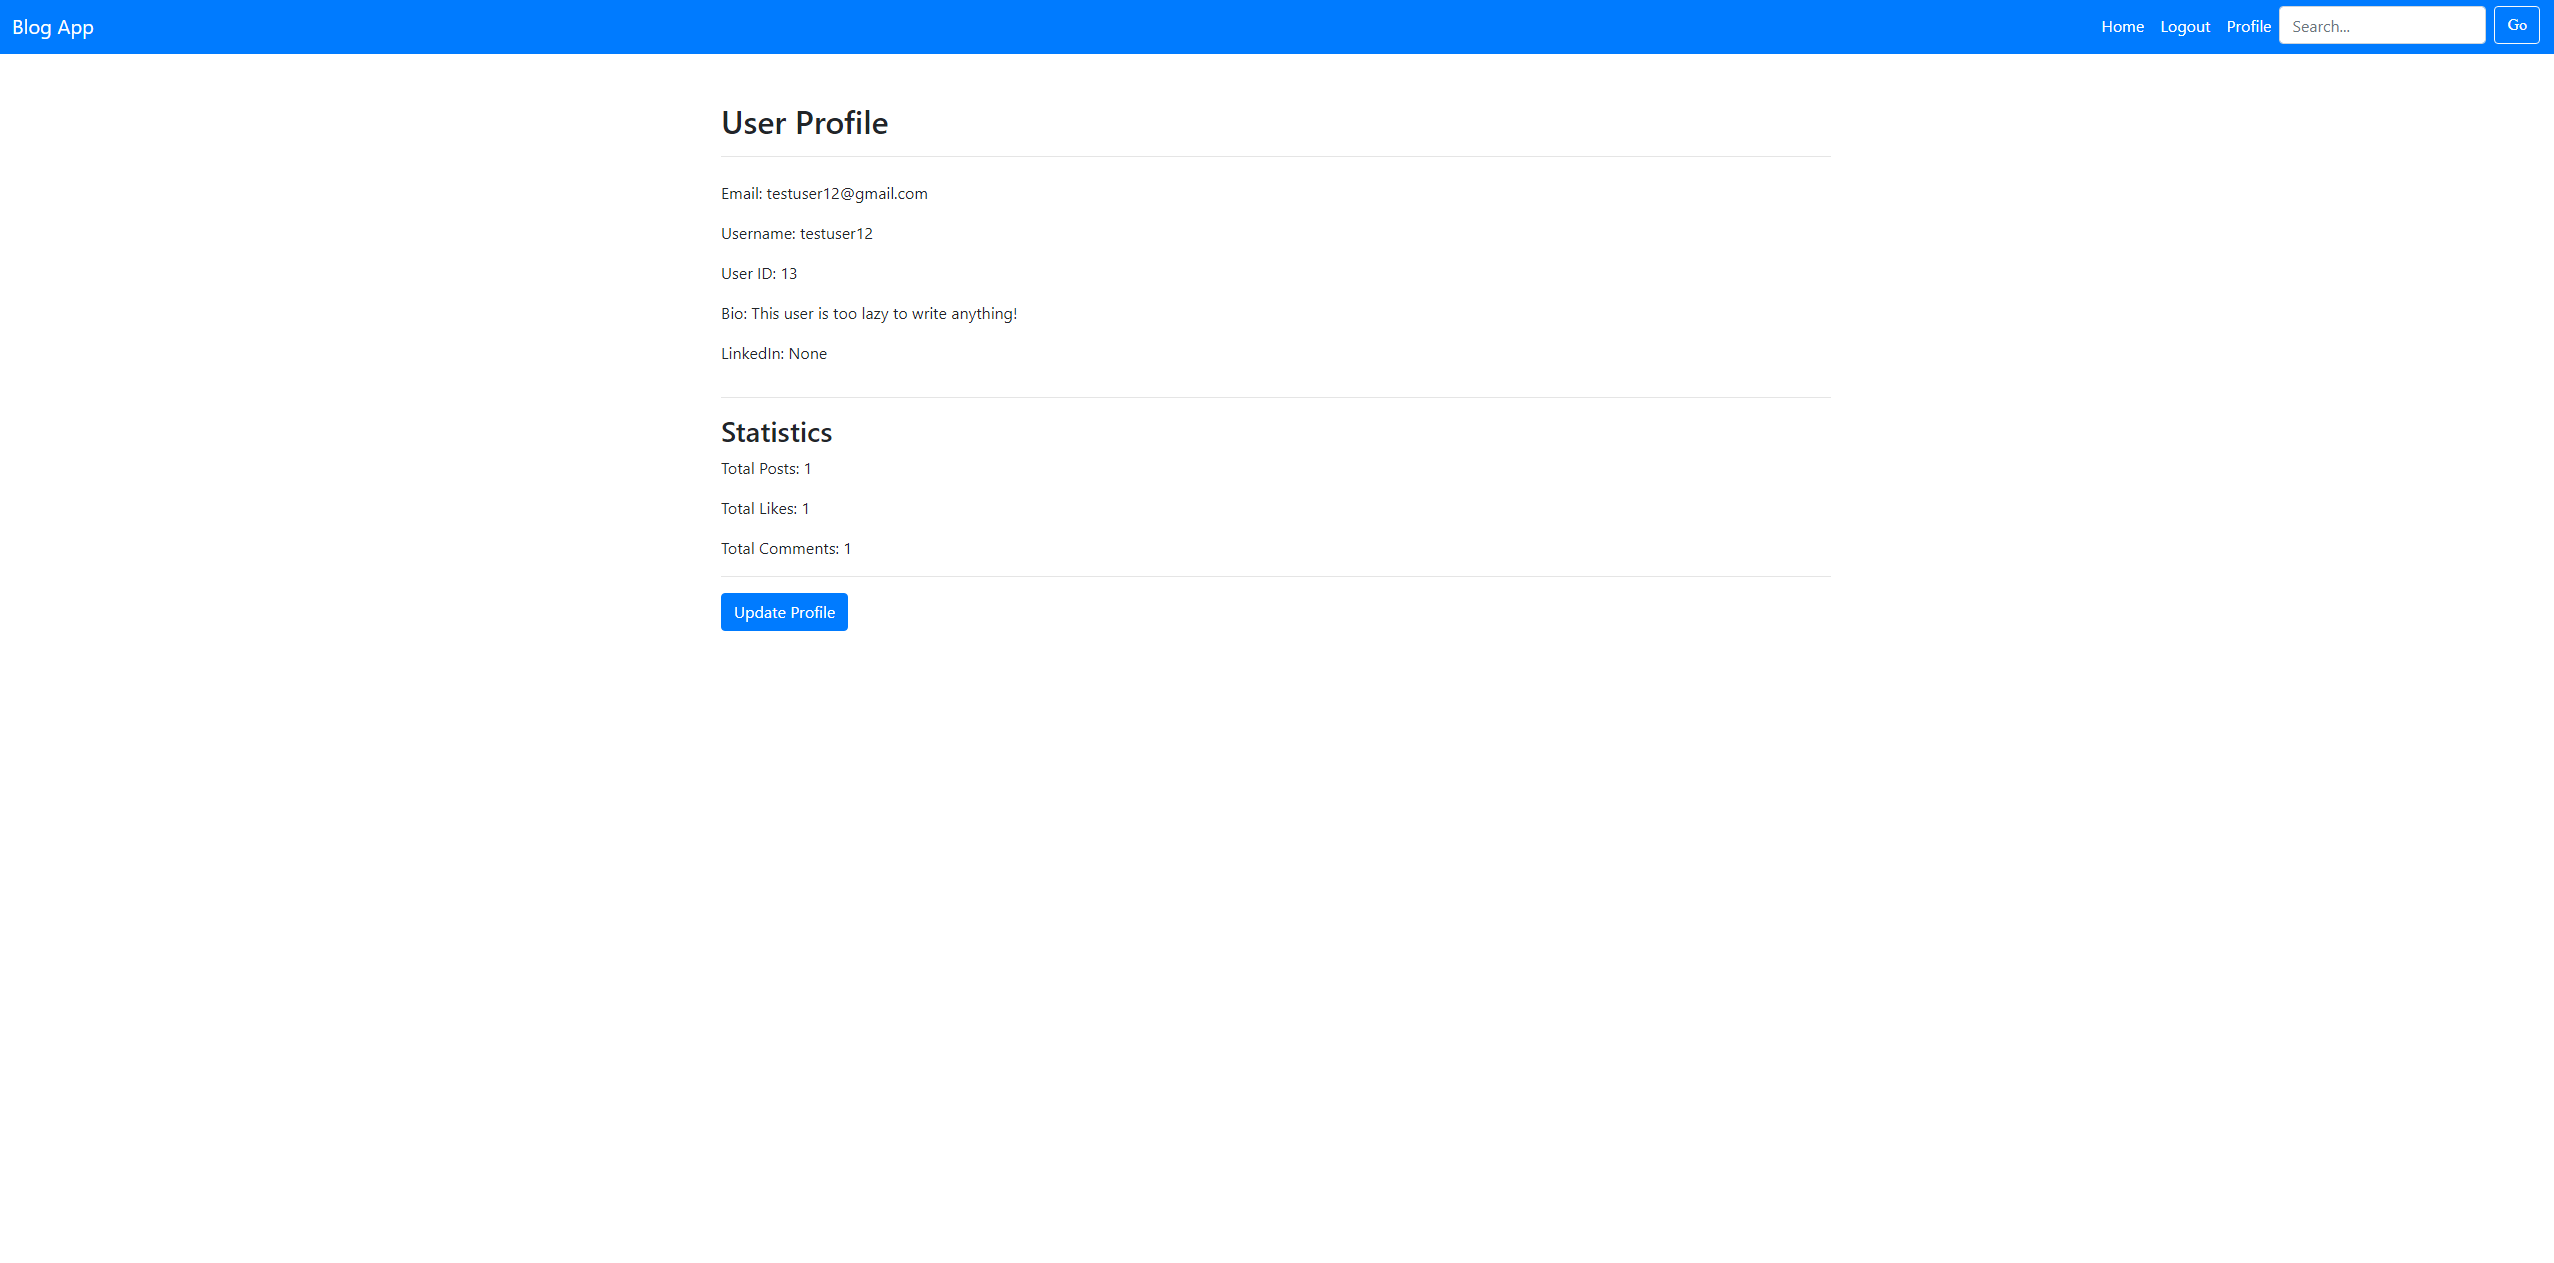 Blog App
Home Logout Profile Search... Go
User Profile
Email: testuser12@gmail.com
Username: testuser12
User ID: 13
Bio: This user is too lazy to write anything!
LinkedIn: None
Statistics
Total Posts: 1
Total Likes: 1
Total Comments: 1
Update Profile